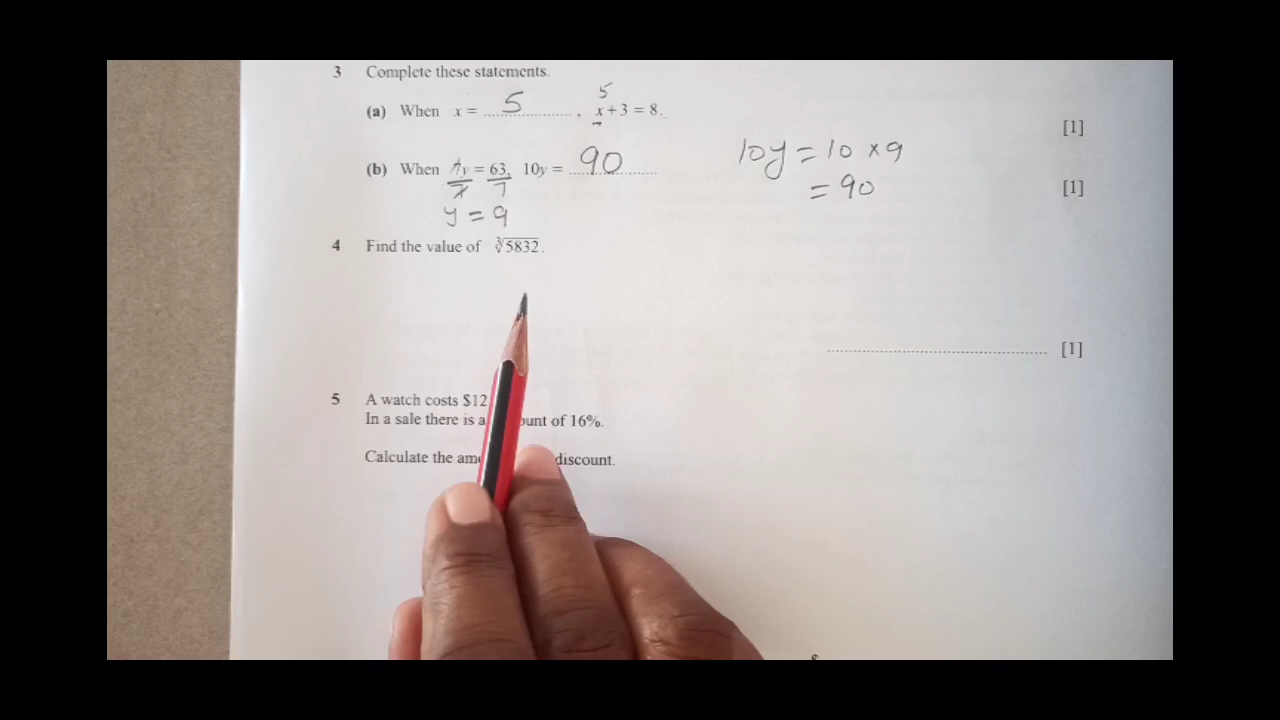 3 Complete these statements.
5
(a) When x = 5 , x + 3 = 8.
[1]
(b) When 7y = 63, 10y = 90
7 7
y = 9
10y = 10 × 9
= 90
[1]
4 Find the value of ∛5832.
[1]
5 A watch costs $12
In a sale there is a ount of 16%.
Calculate the am discount.
$